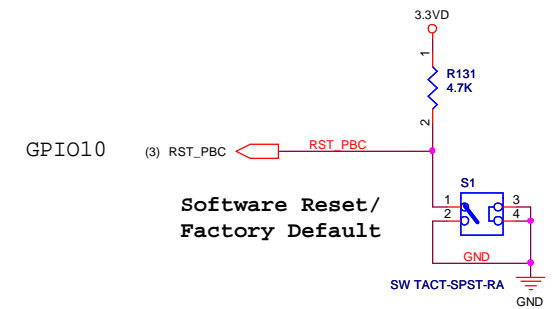 3.3VD
1
R131
4.7K
2
GPIO10 (3) RST_PBC RST_PBC
S1
1 3
2 4
Software Reset/
Factory Default
GND
SW TACT-SPST-RA
GND